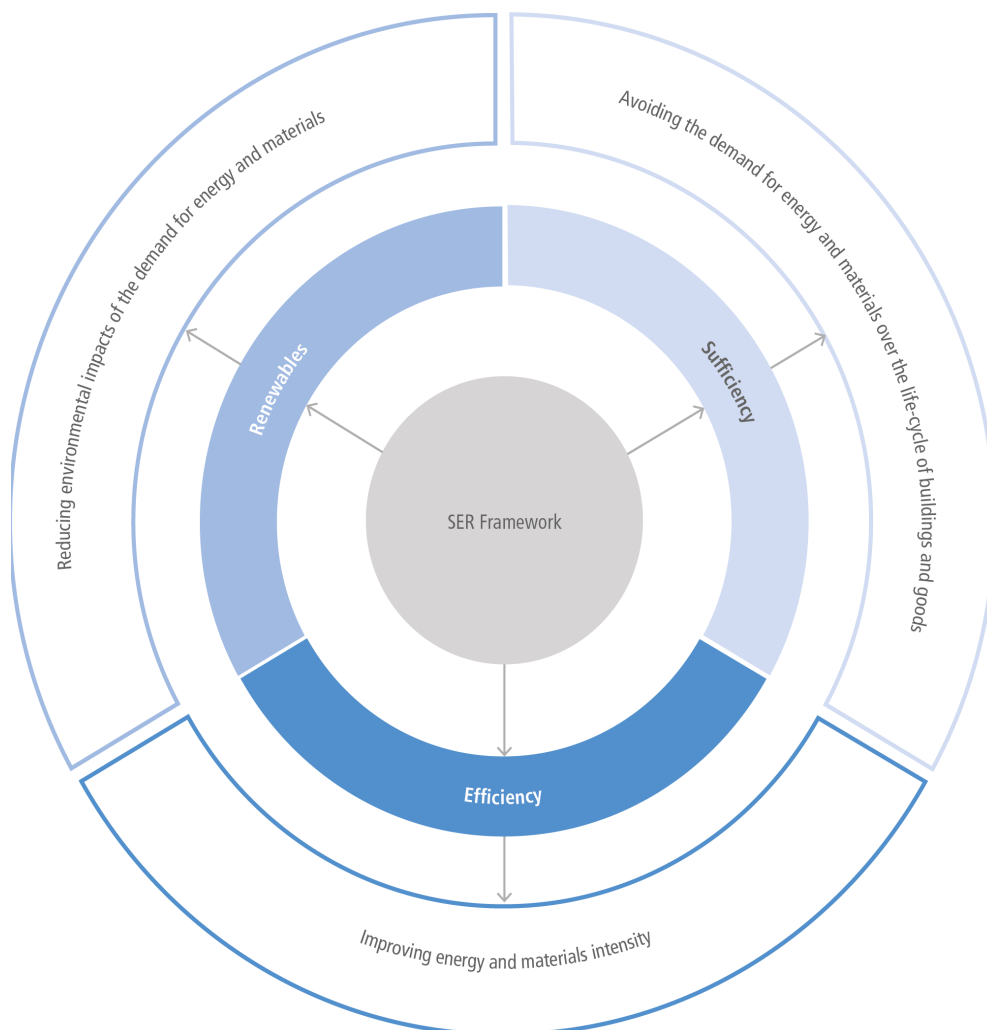 SER Framework
Sufficiency
Avoiding the demand for energy and materials over the life-cycle of buildings and goods
Efficiency
Improving energy and materials intensity
Renewables
Reducing environmental impacts of the demand for energy and materials